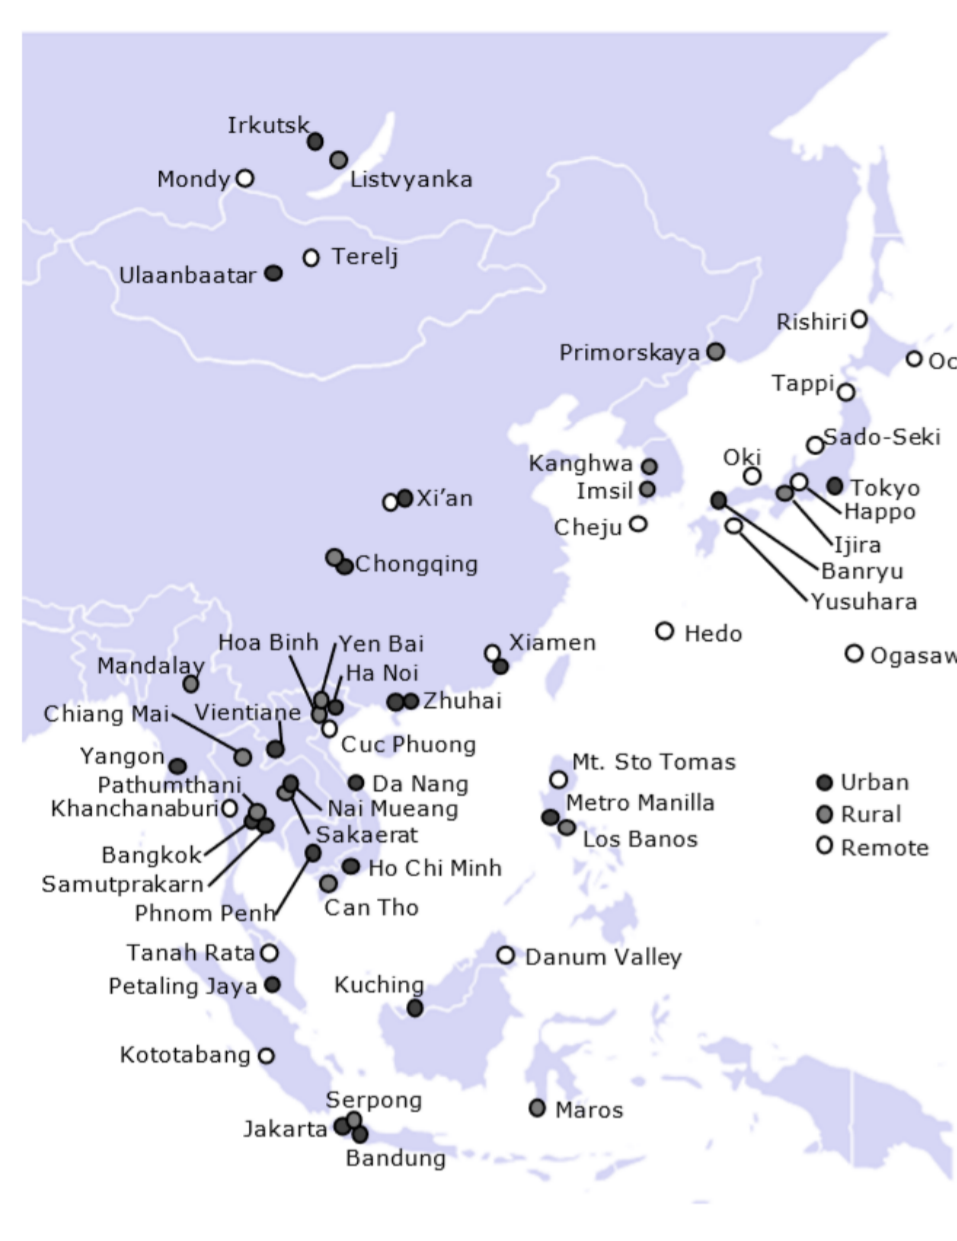 Irkutsk
Mondy
Listvyanka
Terelj
Ulaanbaatar
Rishiri
Primorskaya
Oc
Tappi
Sado-Seki
Oki
Kanghwa
Imsil
Tokyo
Xi’an
Happo
Cheju
Ijira
Chongqing
Banryu
Yusuhara
Hedo
Hoa Binh
Yen Bai
Xiamen
Ogasaw
Mandalay
Ha Noi
Zhuhai
Chiang Mai
Vientiane
Cuc Phuong
Yangon
Mt. Sto Tomas
Pathumthani
Da Nang
Urban
Khanchanaburi
Nai Mueang
Metro Manilla
Rural
Sakaerat
Los Banos
Remote
Bangkok
Ho Chi Minh
Samutprakarn
Can Tho
Phnom Penh
Tanah Rata
Danum Valley
Petaling Jaya
Kuching
Kototabang
Serpong
Maros
Jakarta
Bandung